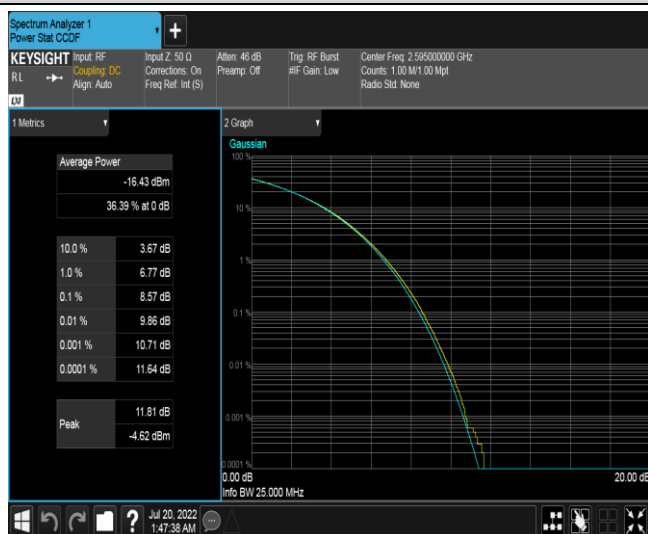 Spectrum Analyzer 1
Power Stat CCDF
+
KEYSIGHT
RL
LXI
Input: RF
Coupling: DC
Align: Auto
Input Z: 50 Ω
Corrections: On
Freq Ref: Int (S)
Atten: 46 dB
Preamp: Off
Trig: RF Burst
#IF Gain: Low
Center Freq: 2.595000000 GHz
Counts: 1.00 M/1.00 Mpt
Radio Std: None
1 Metrics
Average Power
-16.43 dBm
36.39 % at 0 dB
10.0 % 3.67 dB
1.0 % 6.77 dB
0.1 % 8.57 dB
0.01 % 9.86 dB
0.001 % 10.71 dB
0.0001 % 11.64 dB
Peak 11.81 dB
-4.62 dBm
2 Graph
Gaussian
100 %
10 %
1 %
0.1 %
0.01 %
0.001 %
0.0001 %
0.00 dB 20.00 dB
Info BW 25.000 MHz
?
Jul 20, 2022
1:47:38 AM